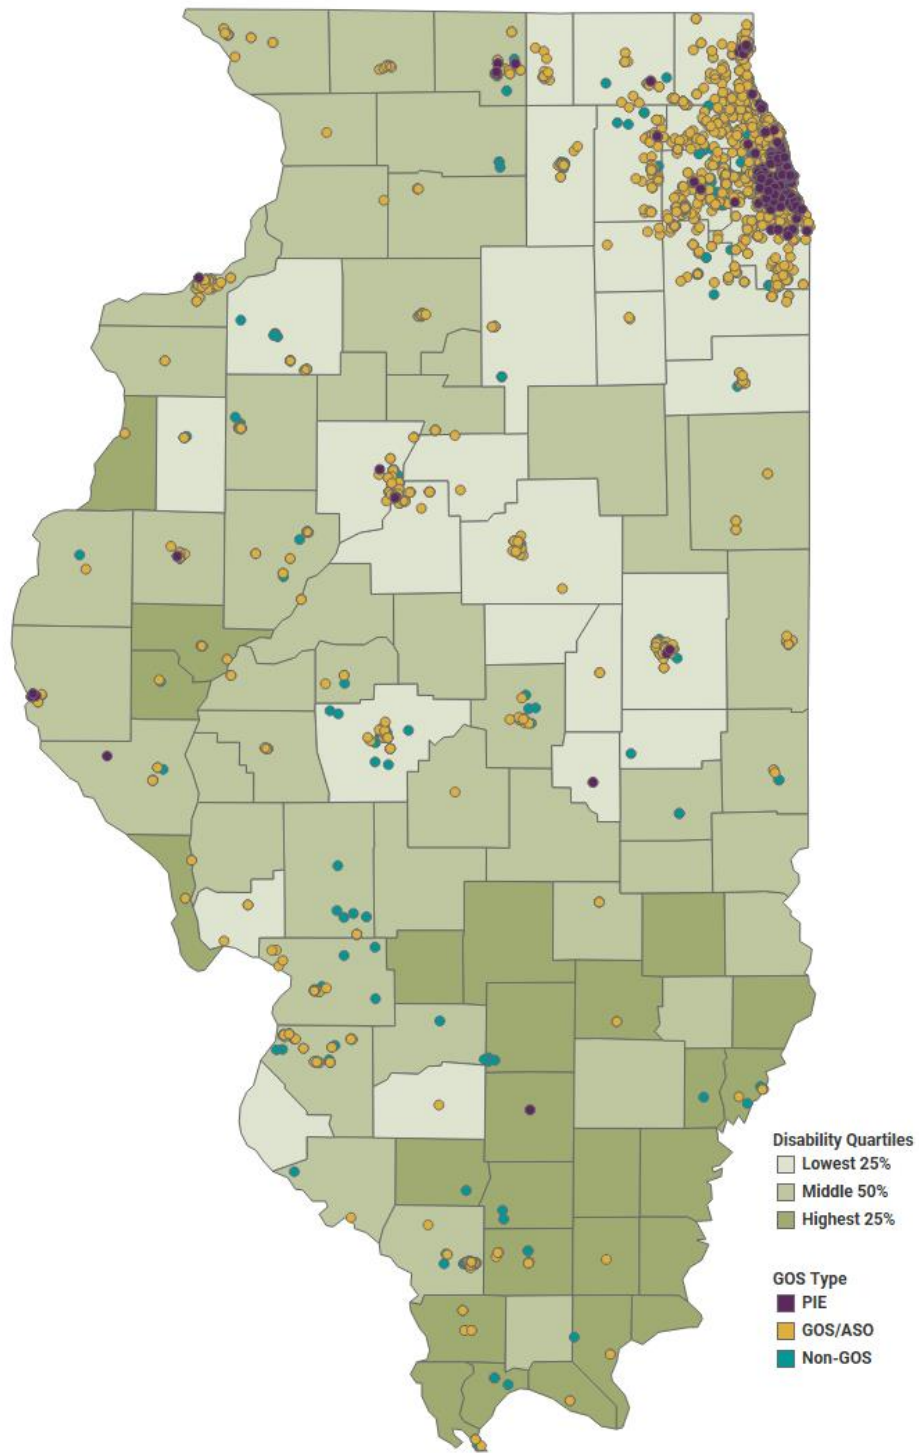 Disability Quartiles
Lowest 25%
Middle 50%
Highest 25%
GOS Type
PIE
GOS/ASO
Non-GOS